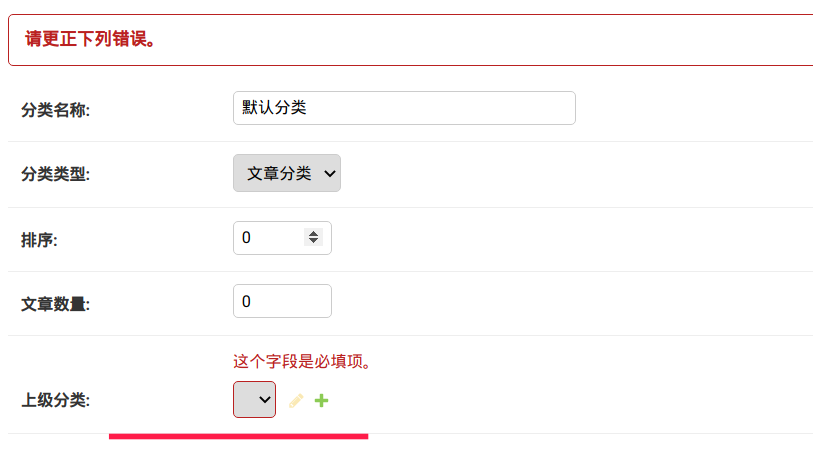 请更正下列错误。
分类名称: 默认分类
分类类型: 文章分类
排序: 0
文章数量: 0
这个字段是必填项。
上级分类: